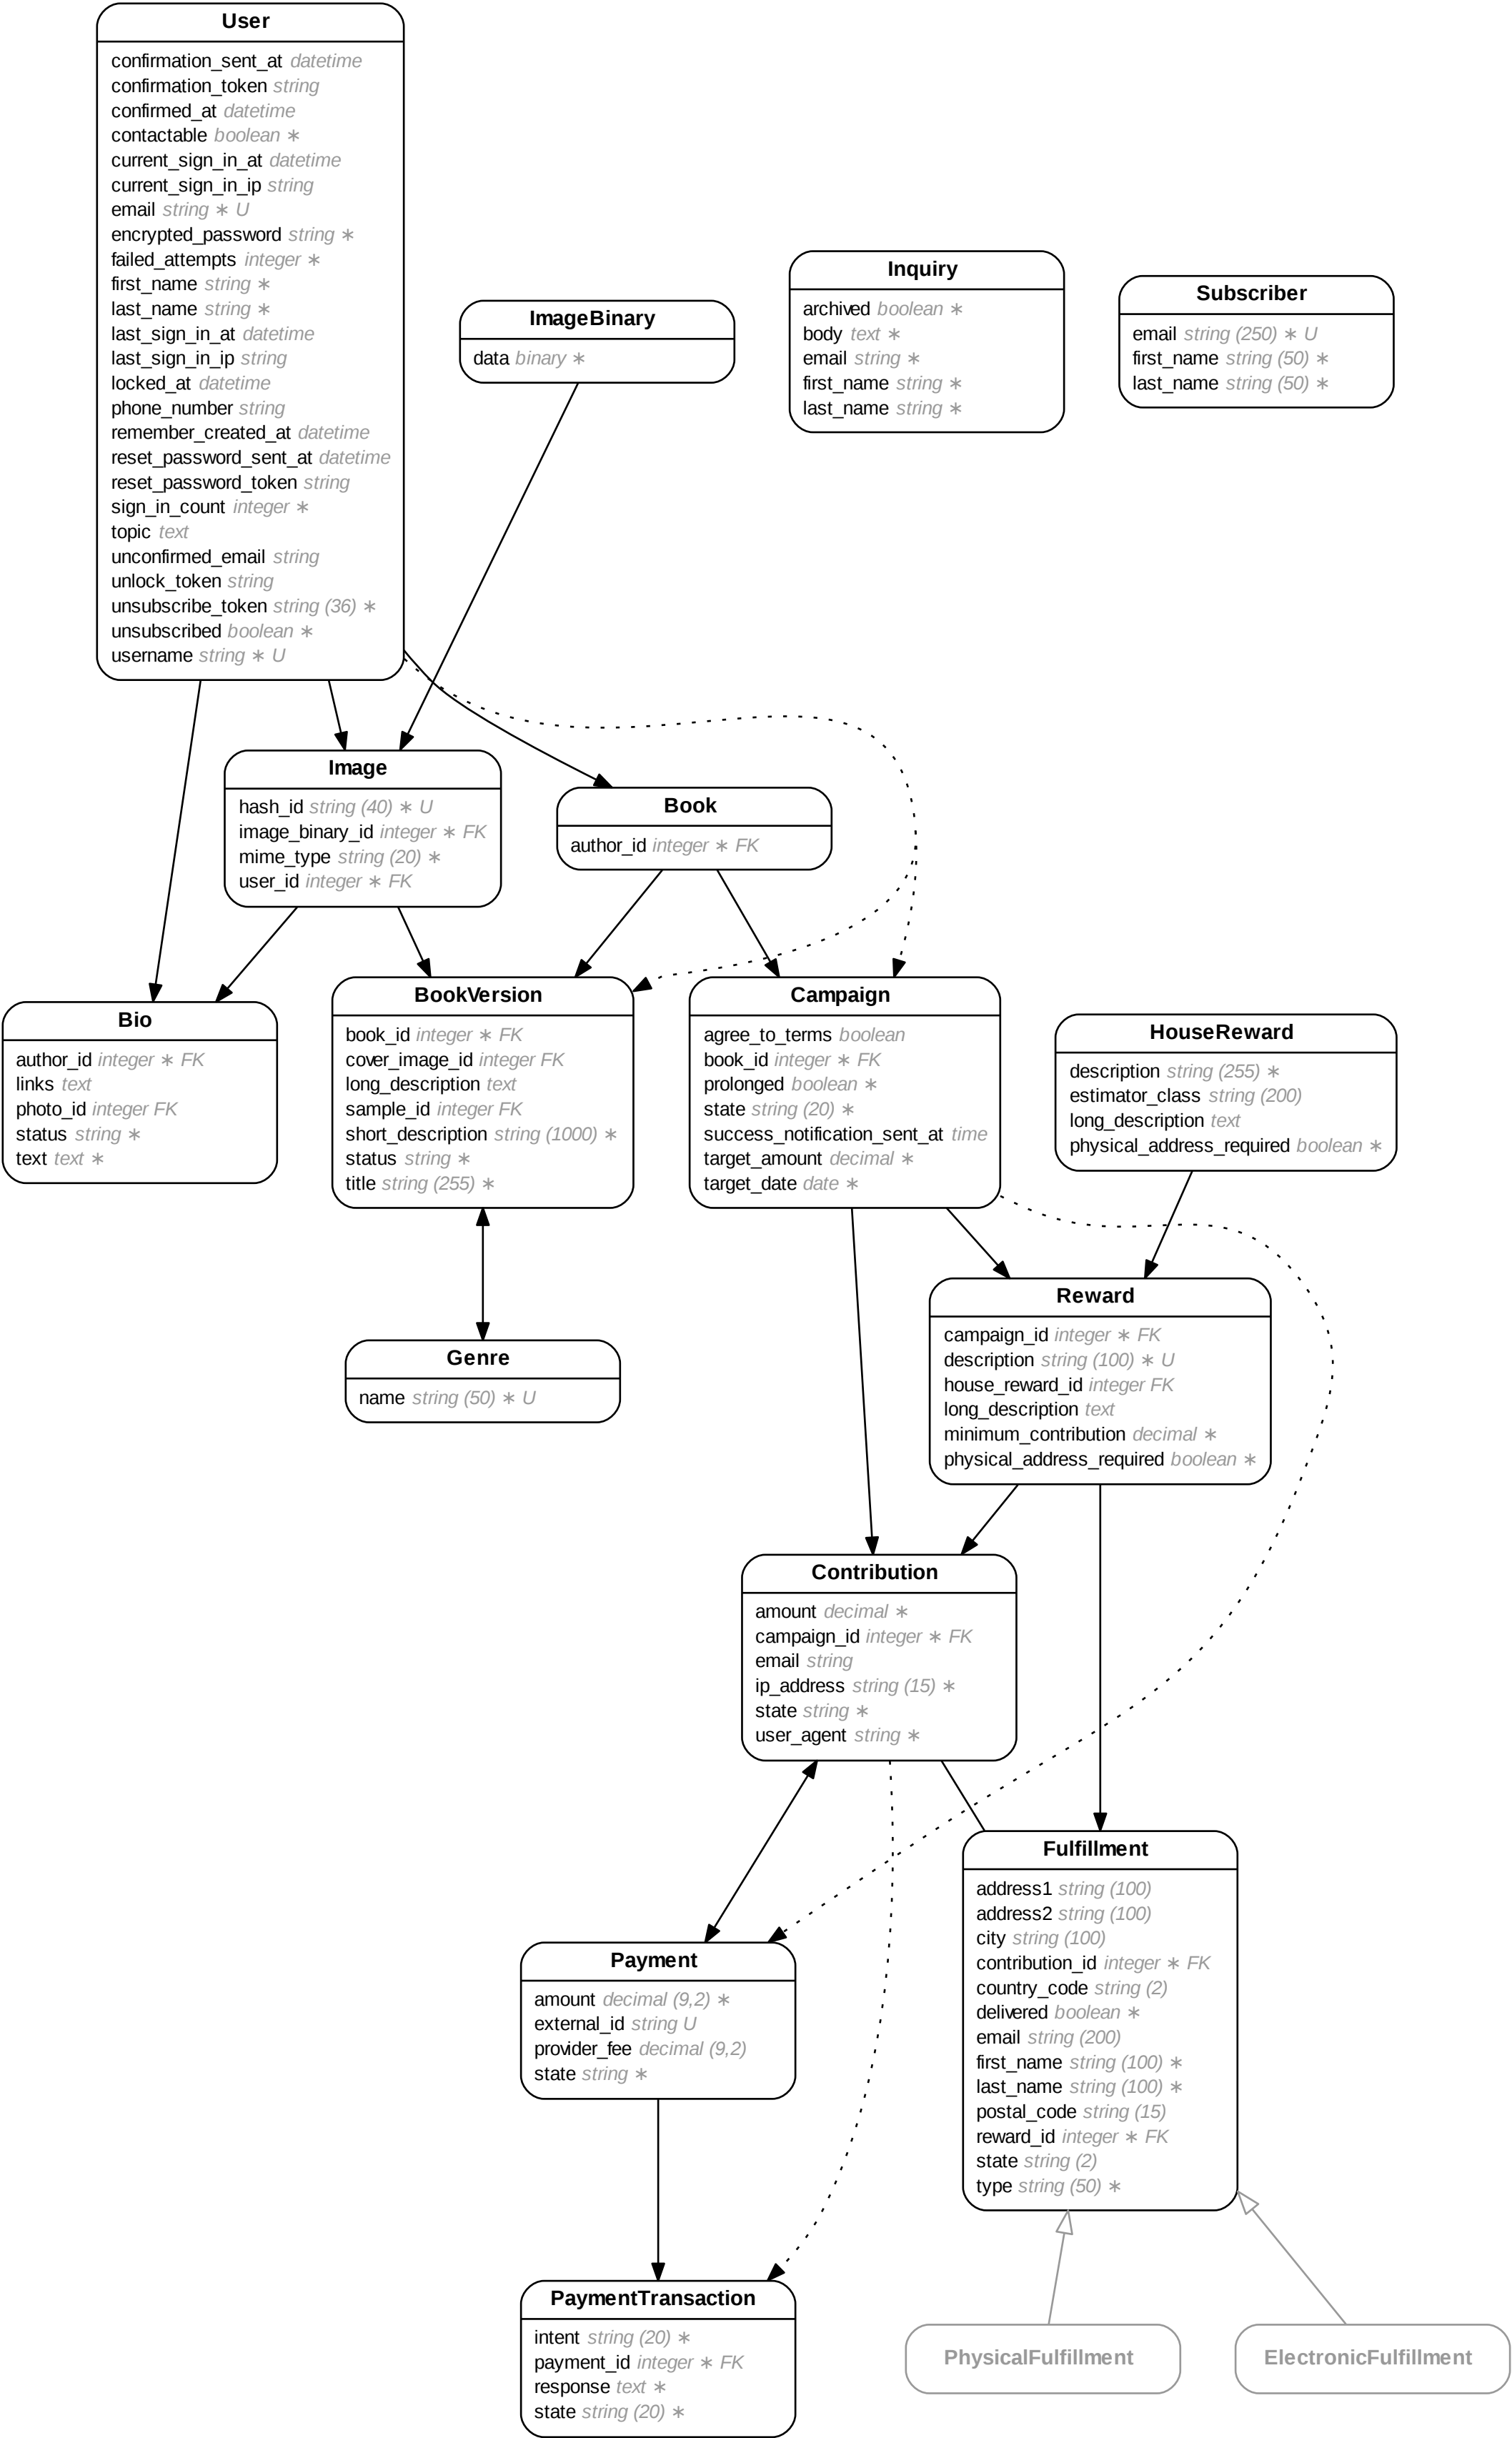 User
confirmation_sent_at datetime
confirmation_token string
confirmed_at datetime
contactable boolean ∗
current_sign_in_at datetime
current_sign_in_ip string
email string ∗ U
encrypted_password string ∗
failed_attempts integer ∗
first_name string ∗
last_name string ∗
last_sign_in_at datetime
last_sign_in_ip string
locked_at datetime
phone_number string
remember_created_at datetime
reset_password_sent_at datetime
reset_password_token string
sign_in_count integer ∗
topic text
unconfirmed_email string
unlock_token string
unsubscribe_token string (36) ∗
unsubscribed boolean ∗
username string ∗ U
ImageBinary
data binary ∗
Inquiry
archived boolean ∗
body text ∗
email string ∗
first_name string ∗
last_name string ∗
Subscriber
email string (250) ∗ U
first_name string (50) ∗
last_name string (50) ∗
Image
hash_id string (40) ∗ U
image_binary_id integer ∗ FK
mime_type string (20) ∗
user_id integer ∗ FK
Book
author_id integer ∗ FK
Bio
author_id integer ∗ FK
links text
photo_id integer FK
status string ∗
text text ∗
BookVersion
book_id integer ∗ FK
cover_image_id integer FK
long_description text
sample_id integer FK
short_description string (1000) ∗
status string ∗
title string (255) ∗
Campaign
agree_to_terms boolean
book_id integer ∗ FK
prolonged boolean ∗
state string (20) ∗
success_notification_sent_at time
target_amount decimal ∗
target_date date ∗
HouseReward
description string (255) ∗
estimator_class string (200)
long_description text
physical_address_required boolean ∗
Genre
name string (50) ∗ U
Reward
campaign_id integer ∗ FK
description string (100) ∗ U
house_reward_id integer FK
long_description text
minimum_contribution decimal ∗
physical_address_required boolean ∗
Contribution
amount decimal ∗
campaign_id integer ∗ FK
email string
ip_address string (15) ∗
state string ∗
user_agent string ∗
Fulfillment
address1 string (100)
address2 string (100)
city string (100)
contribution_id integer ∗ FK
country_code string (2)
delivered boolean ∗
email string (200)
first_name string (100) ∗
last_name string (100) ∗
postal_code string (15)
reward_id integer ∗ FK
state string (2)
type string (50) ∗
Payment
amount decimal (9,2) ∗
external_id string U
provider_fee decimal (9,2)
state string ∗
PaymentTransaction
intent string (20) ∗
payment_id integer ∗ FK
response text ∗
state string (20) ∗
PhysicalFulfillment
ElectronicFulfillment